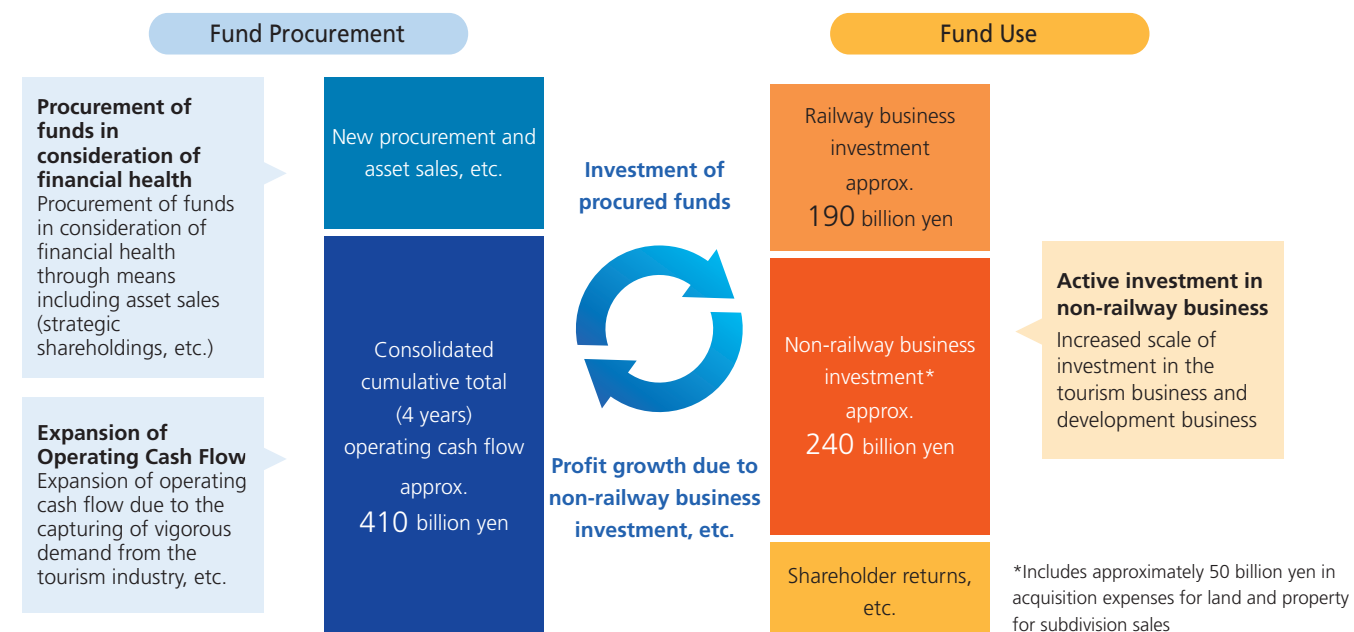 Fund Procurement
Procurement of
funds in
consideration of
financial health
Procurement of funds
in consideration of
financial health
through means
including asset sales
(strategic
shareholdings, etc.)
Expansion of
Operating Cash Flow
Expansion of operating
cash flow due to the
capturing of vigorous
demand from the
tourism industry, etc.
New procurement and
asset sales, etc.
Consolidated
cumulative total
(4 years)
operating cash flow
approx.
410 billion yen
Investment of
procured funds
Profit growth due to
non-railway business
investment, etc.
Fund Use
Railway business
investment
approx.
190 billion yen
Non-railway business
investment*
approx.
240 billion yen
Shareholder returns,
etc.
Active investment in
non-railway business
Increased scale of
investment in the
tourism business and
development business
*Includes approximately 50 billion yen in
acquisition expenses for land and property
for subdivision sales